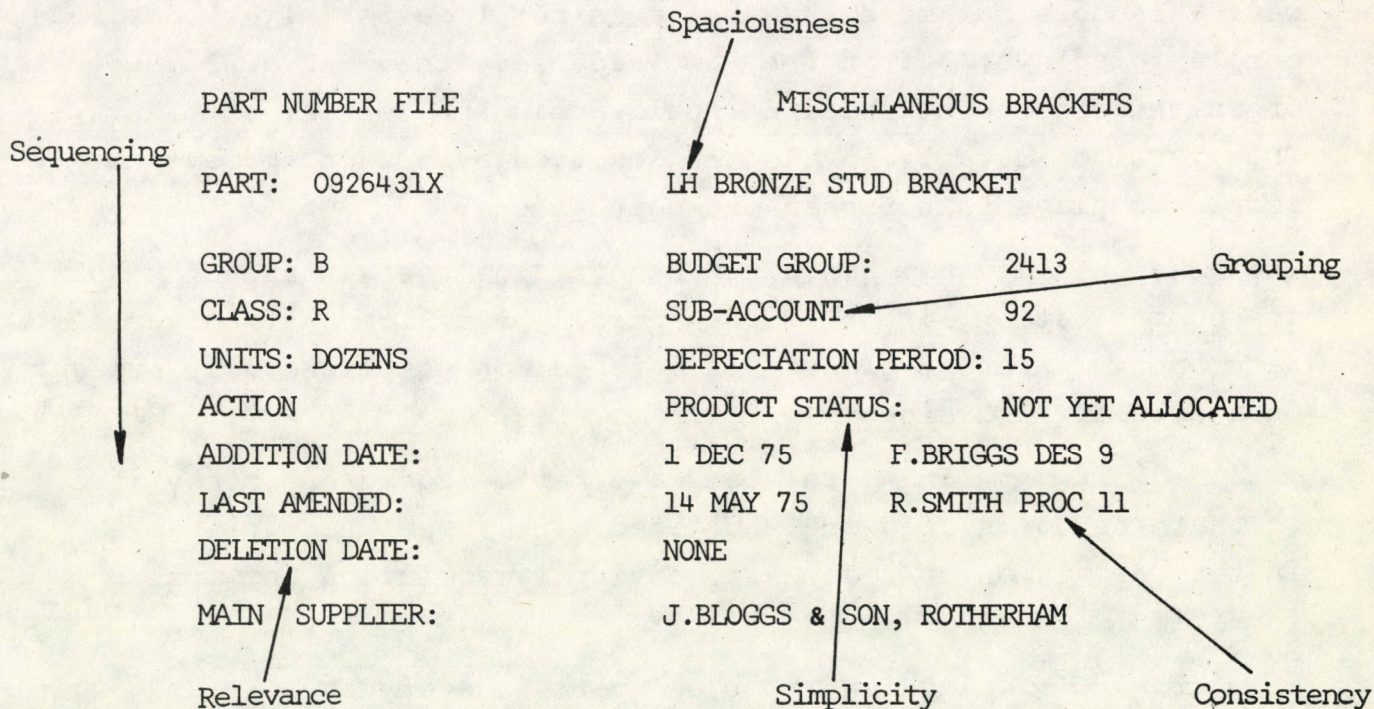 Spaciousness
PART NUMBER FILE MISCELLANEOUS BRACKETS
Sequencing
PART: 0926431X LH BRONZE STUD BRACKET
GROUP: B BUDGET GROUP: 2413 Grouping
CLASS: R SUB-ACCOUNT 92
UNITS: DOZENS DEPRECIATION PERIOD: 15
ACTION PRODUCT STATUS: NOT YET ALLOCATED
ADDITION DATE: 1 DEC 75 F.BRIGGS DES 9
LAST AMENDED: 14 MAY 75 R.SMITH PROC 11
DELETION DATE: NONE
MAIN SUPPLIER: J.BLOGGS & SON, ROTHERHAM
Relevance Simplicity Consistency